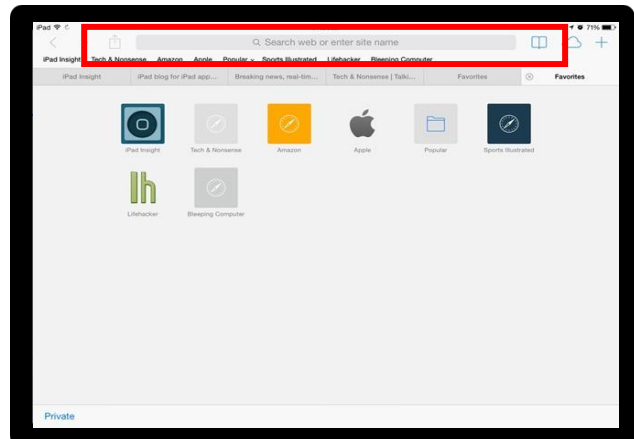 iPad
71%
Search web or enter site name
iPad Insight Tech & Nonsense Amazon Apple Popular Sports Illustrated Lifehacker Bleeping Computer
iPad Insight iPad blog for iPad app... Breaking news, real-tim... Tech & Nonsense | Talki... Favorites Favorites
iPad Insight Tech & Nonsense Amazon Apple Popular Sports Illustrated
lh
Lifehacker Bleeping Computer
Private